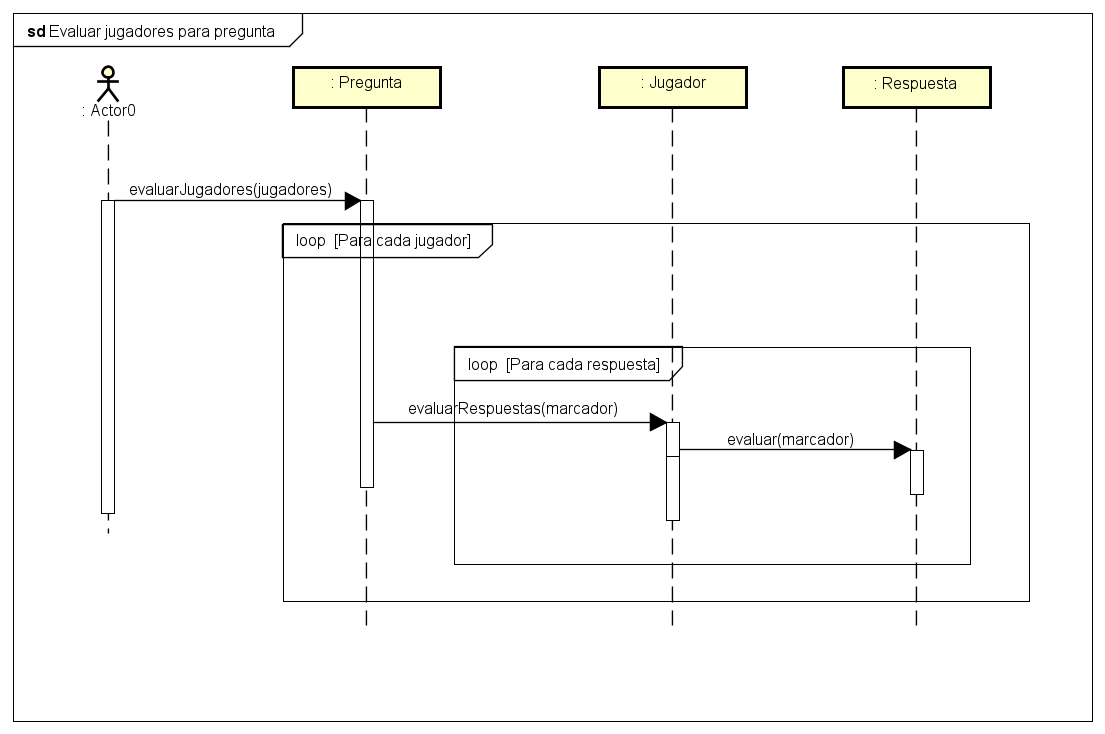 sd Evaluar jugadores para pregunta
: Actor0
: Pregunta
: Jugador
: Respuesta
evaluarJugadores(jugadores)
loop [Para cada jugador]
loop [Para cada respuesta]
evaluarRespuestas(marcador)
evaluar(marcador)